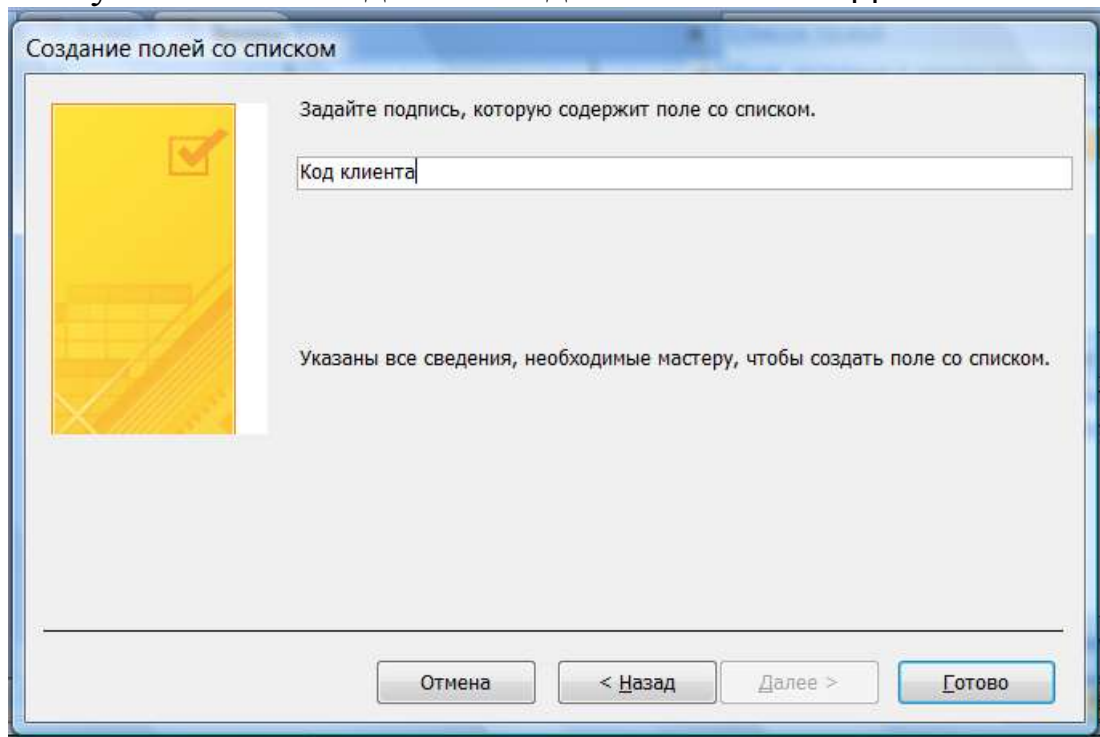 Создание полей со списком
Задайте подпись, которую содержит поле со списком.
Код клиента
Указаны все сведения, необходимые мастеру, чтобы создать поле со списком.
Отмена
< Назад
Далее >
Готово